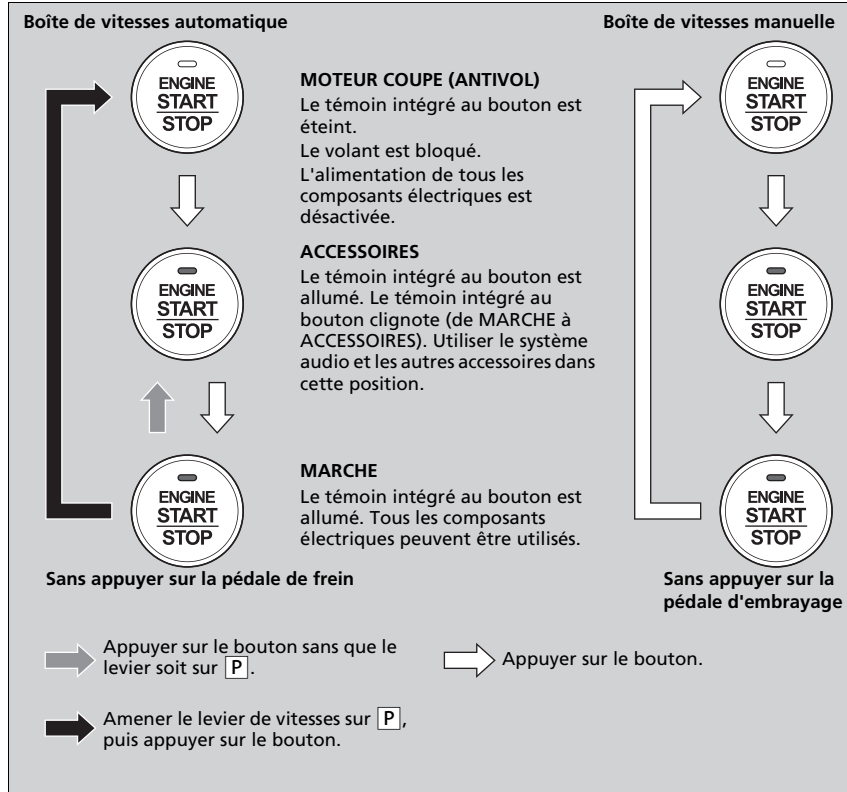 Boîte de vitesses automatique
ENGINE
START
STOP
MOTEUR COUPE (ANTIVOL)
Le témoin intégré au bouton est
éteint.
Le volant est bloqué.
L'alimentation de tous les
composants électriques est
désactivée.
ENGINE
START
STOP
ACCESSOIRES
Le témoin intégré au bouton est
allumé. Le témoin intégré au
bouton clignote (de MARCHE à
ACCESSOIRES). Utiliser le système
audio et les autres accessoires dans
cette position.
ENGINE
START
STOP
MARCHE
Le témoin intégré au bouton est
allumé. Tous les composants
électriques peuvent être utilisés.
Sans appuyer sur la pédale de frein
Boîte de vitesses manuelle
ENGINE
START
STOP
ENGINE
START
STOP
ENGINE
START
STOP
Sans appuyer sur la
pédale d'embrayage
Appuyer sur le bouton sans que le
levier soit sur P.
Appuyer sur le bouton.
Amener le levier de vitesses sur P,
puis appuyer sur le bouton.